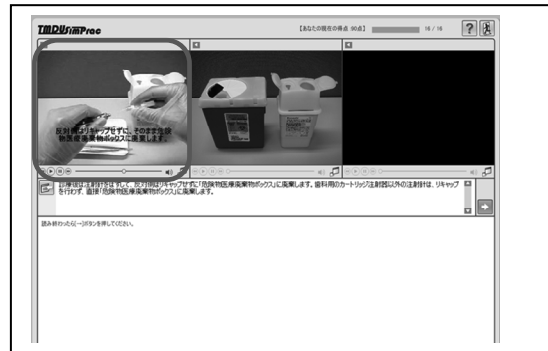 TMDUSimPrac
【あなたの現在の得点 90点】 16 / 16
反対側はリキャップせずに、そのまま危険
物医療廃棄物ボックスに廃棄します。
診療後は注射針をはずして、反対側はリキャップせずに「危険物医療廃棄物ボックス」に廃棄します。歯科用のカートリッジ注射器以外の注射針は、リキャップ
を行わず、直接「危険物医療廃棄物ボックス」に廃棄します。
読み終わったら[→]ボタンを押してください。